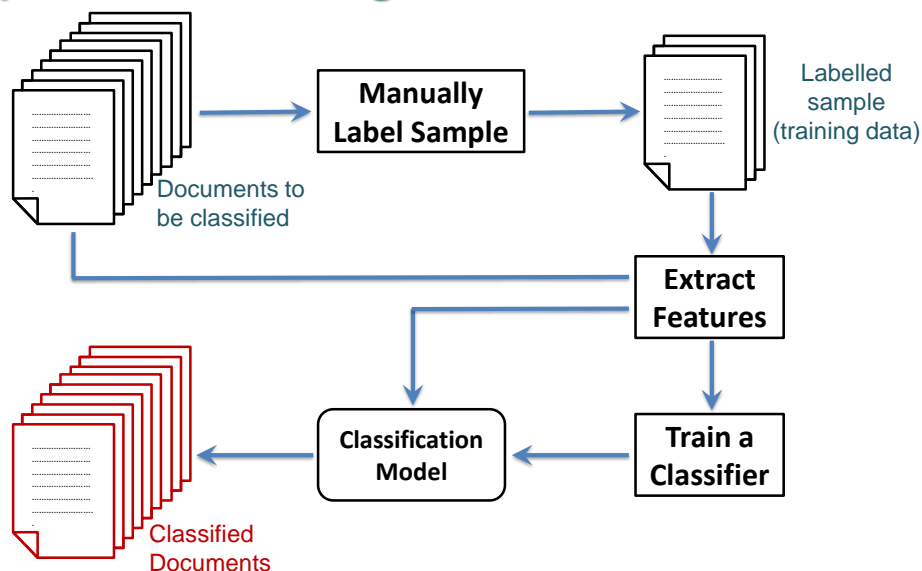 Manually
Label Sample
Labelled
sample
(training data)
Documents to
be classified
Extract
Features
Classification
Model
Train a
Classifier
Classified
Documents